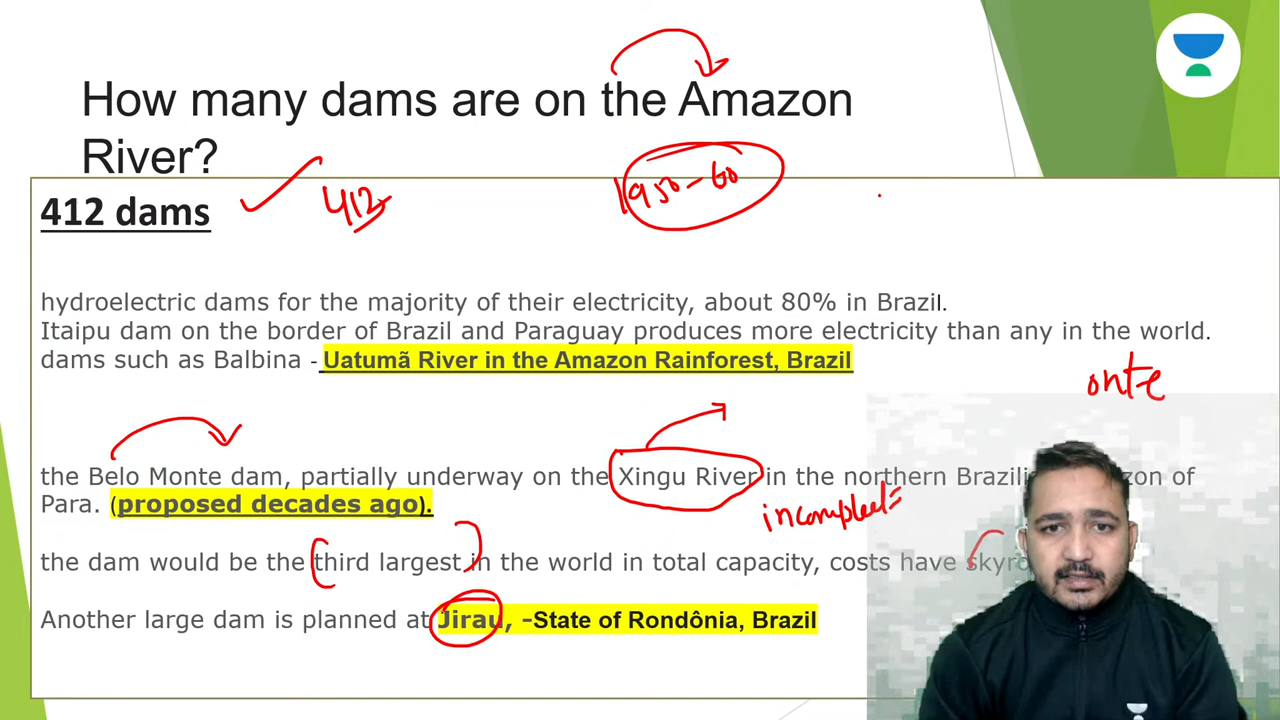 How many dams are on the Amazon
River?
412 dams
412
1950-60
hydroelectric dams for the majority of their electricity, about 80% in Brazil.
Itaipu dam on the border of Brazil and Paraguay produces more electricity than any in the world.
dams such as Balbina - Uatumã River in the Amazon Rainforest, Brazil
onte
the Belo Monte dam, partially underway on the Xingu River in the northern of
Para. (proposed decades ago).
incomplete
the dam would be the third largest in the world in total capacity, costs have
Another large dam is planned at Jirau, -State of Rondônia, Brazil